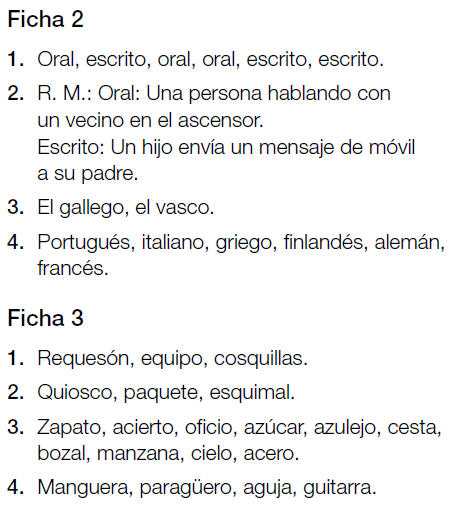 Ficha 2
1. Oral, escrito, oral, oral, escrito, escrito.
2. R. M.: Oral: Una persona hablando con
un vecino en el ascensor.
Escrito: Un hijo envía un mensaje de móvil
a su padre.
3. El gallego, el vasco.
4. Portugués, italiano, griego, finlandés, alemán,
francés.
Ficha 3
1. Requesón, equipo, cosquillas.
2. Quiosco, paquete, esquimal.
3. Zapato, acierto, oficio, azúcar, azulejo, cesta,
bozal, manzana, cielo, acero.
4. Manguera, paragüero, aguja, guitarra.